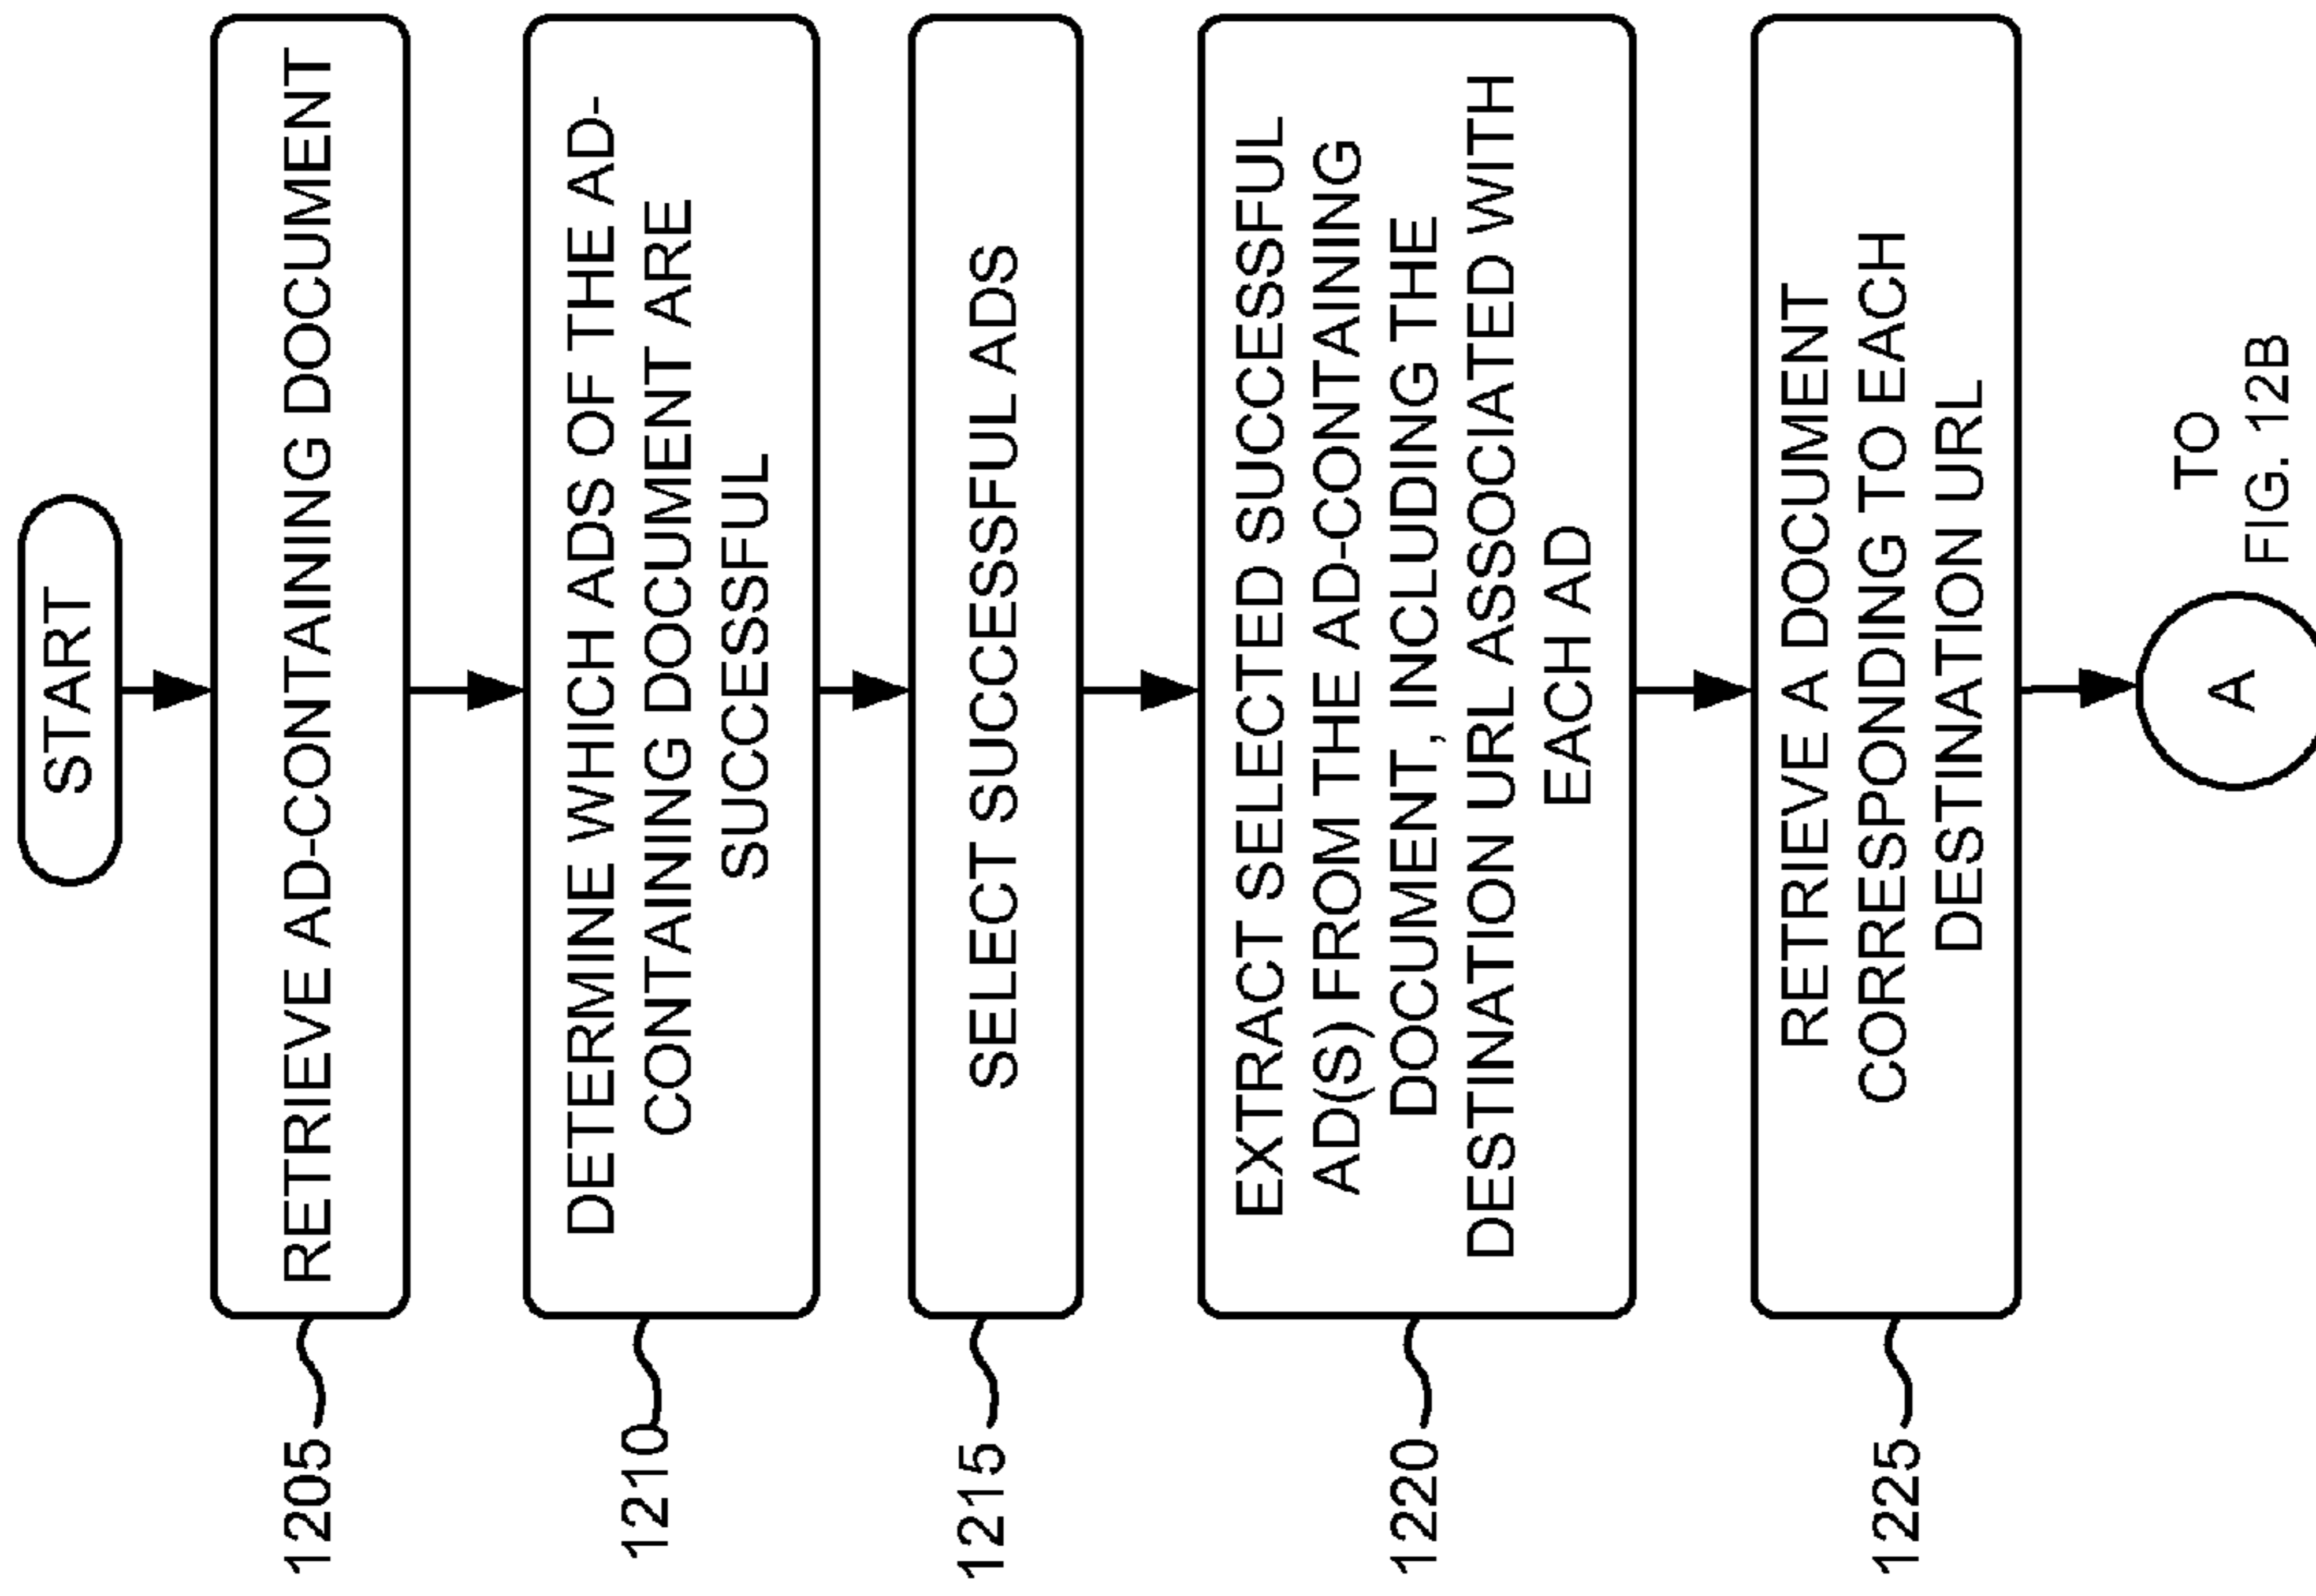 START
1205
RETRIEVE AD-CONTAINING DOCUMENT
1210
DETERMINE WHICH ADS OF THE AD-
CONTAINING DOCUMENT ARE
SUCCESSFUL
1215
SELECT SUCCESSFUL ADS
1220
EXTRACT SELECTED SUCCESSFUL
AD(S) FROM THE AD-CONTAINING
DOCUMENT, INCLUDING THE
DESTINATION URL ASSOCIATED WITH
EACH AD
1225
RETRIEVE A DOCUMENT
CORRESPONDING TO EACH
DESTINATION URL
A
TO
FIG. 12B